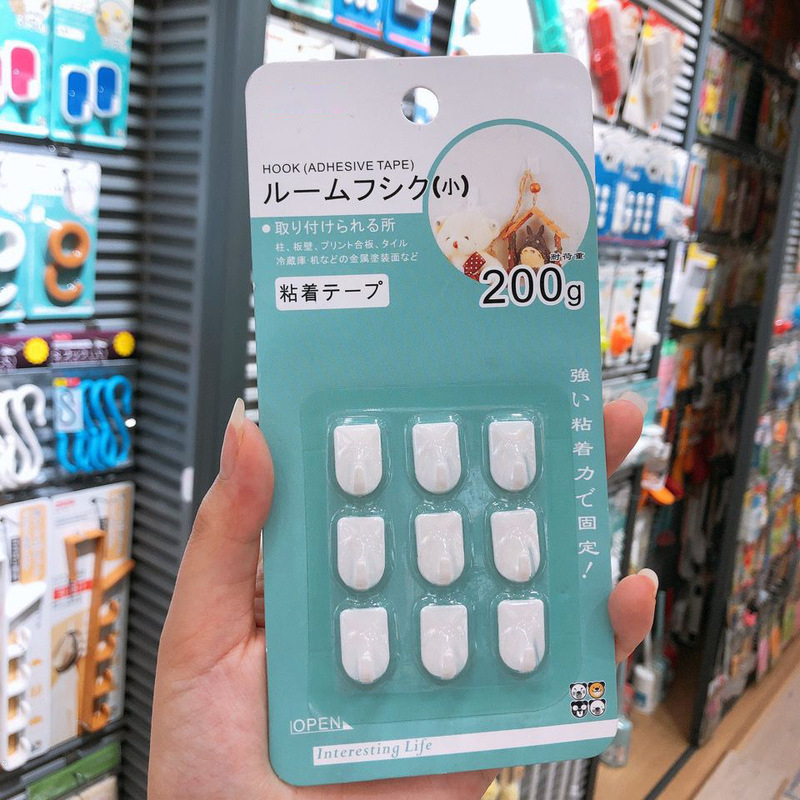 HOOK (ADHESIVE TAPE)
ルームフシク(小)
●取り付けられる所
柱、板壁、プリント合板、タイル
冷蔵庫·机などの金属塗装面など
粘着テープ
耐荷重
200g
強い粘着力で固定!
OPEN
Interesting Life